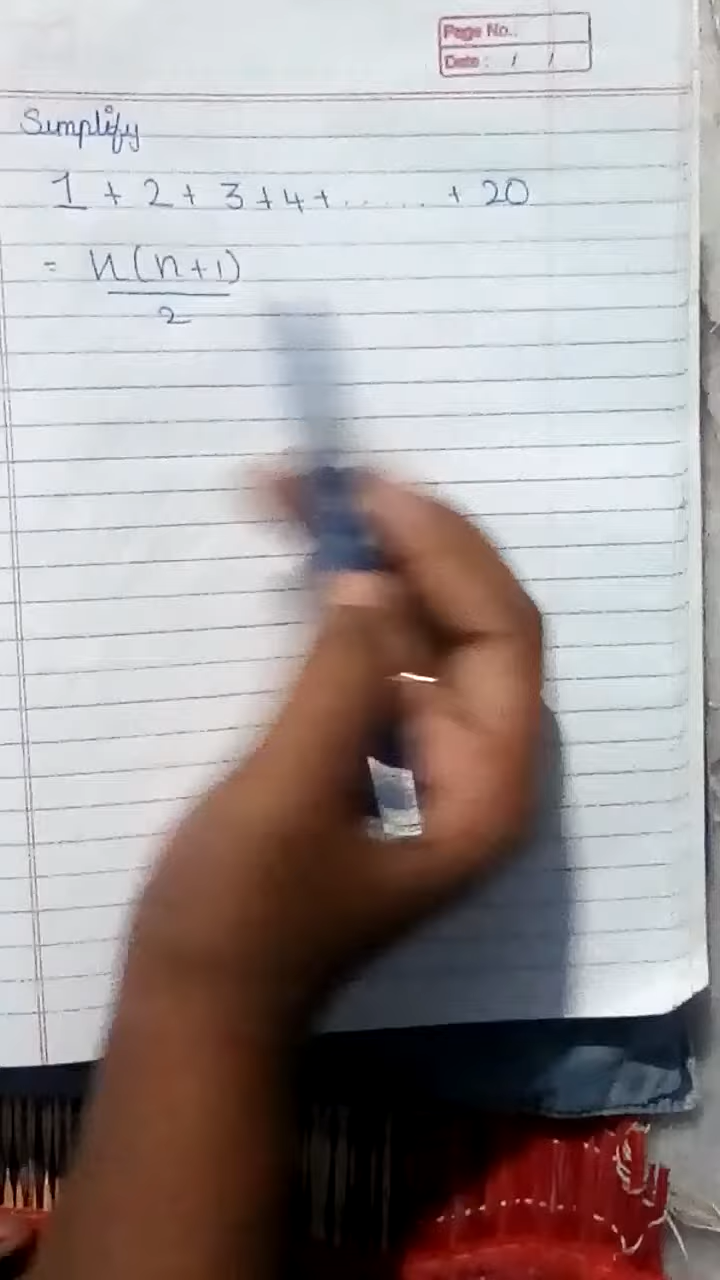 Page No..
Date : / /
Simplify
1 + 2 + 3 + 4 + . . . . . . + 20
= n(n+1)
2